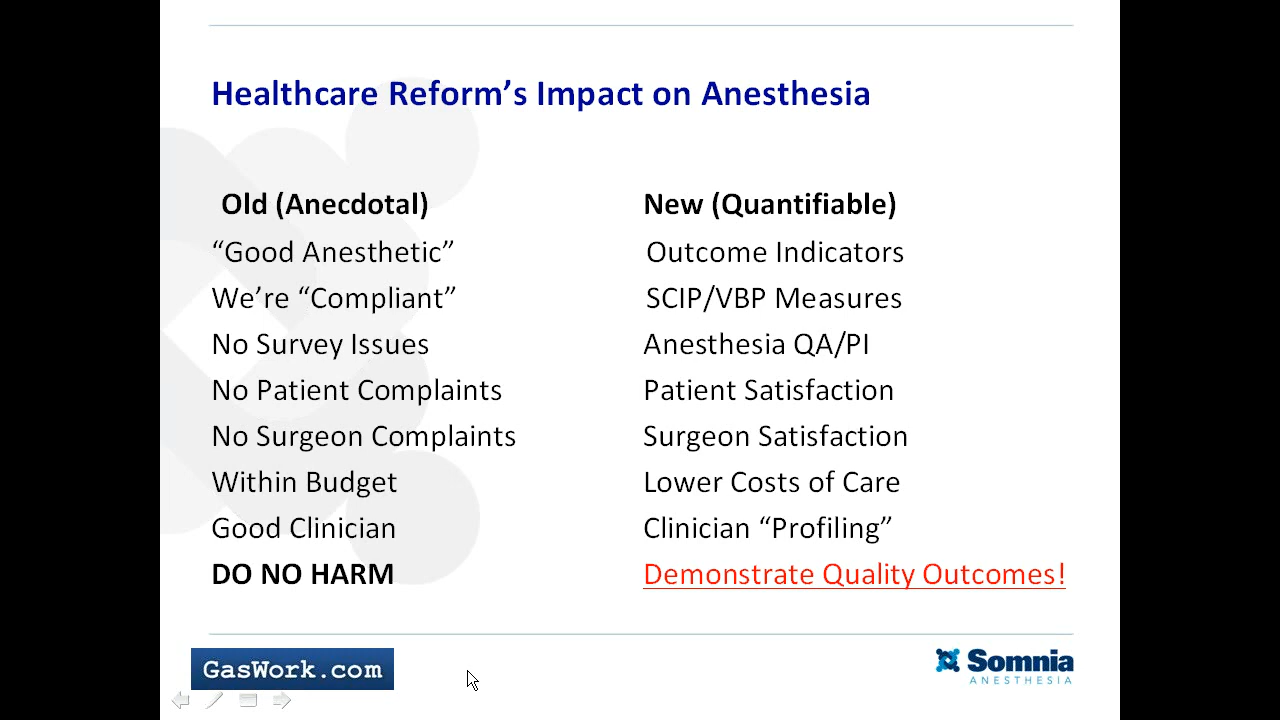 Healthcare Reform’s Impact on Anesthesia
Old (Anecdotal)
“Good Anesthetic”
We’re “Compliant”
No Survey Issues
No Patient Complaints
No Surgeon Complaints
Within Budget
Good Clinician
DO NO HARM
New (Quantifiable)
Outcome Indicators
SCIP/VBP Measures
Anesthesia QA/PI
Patient Satisfaction
Surgeon Satisfaction
Lower Costs of Care
Clinician “Profiling”
Demonstrate Quality Outcomes!
GasWork.com
Somnia
ANESTHESIA